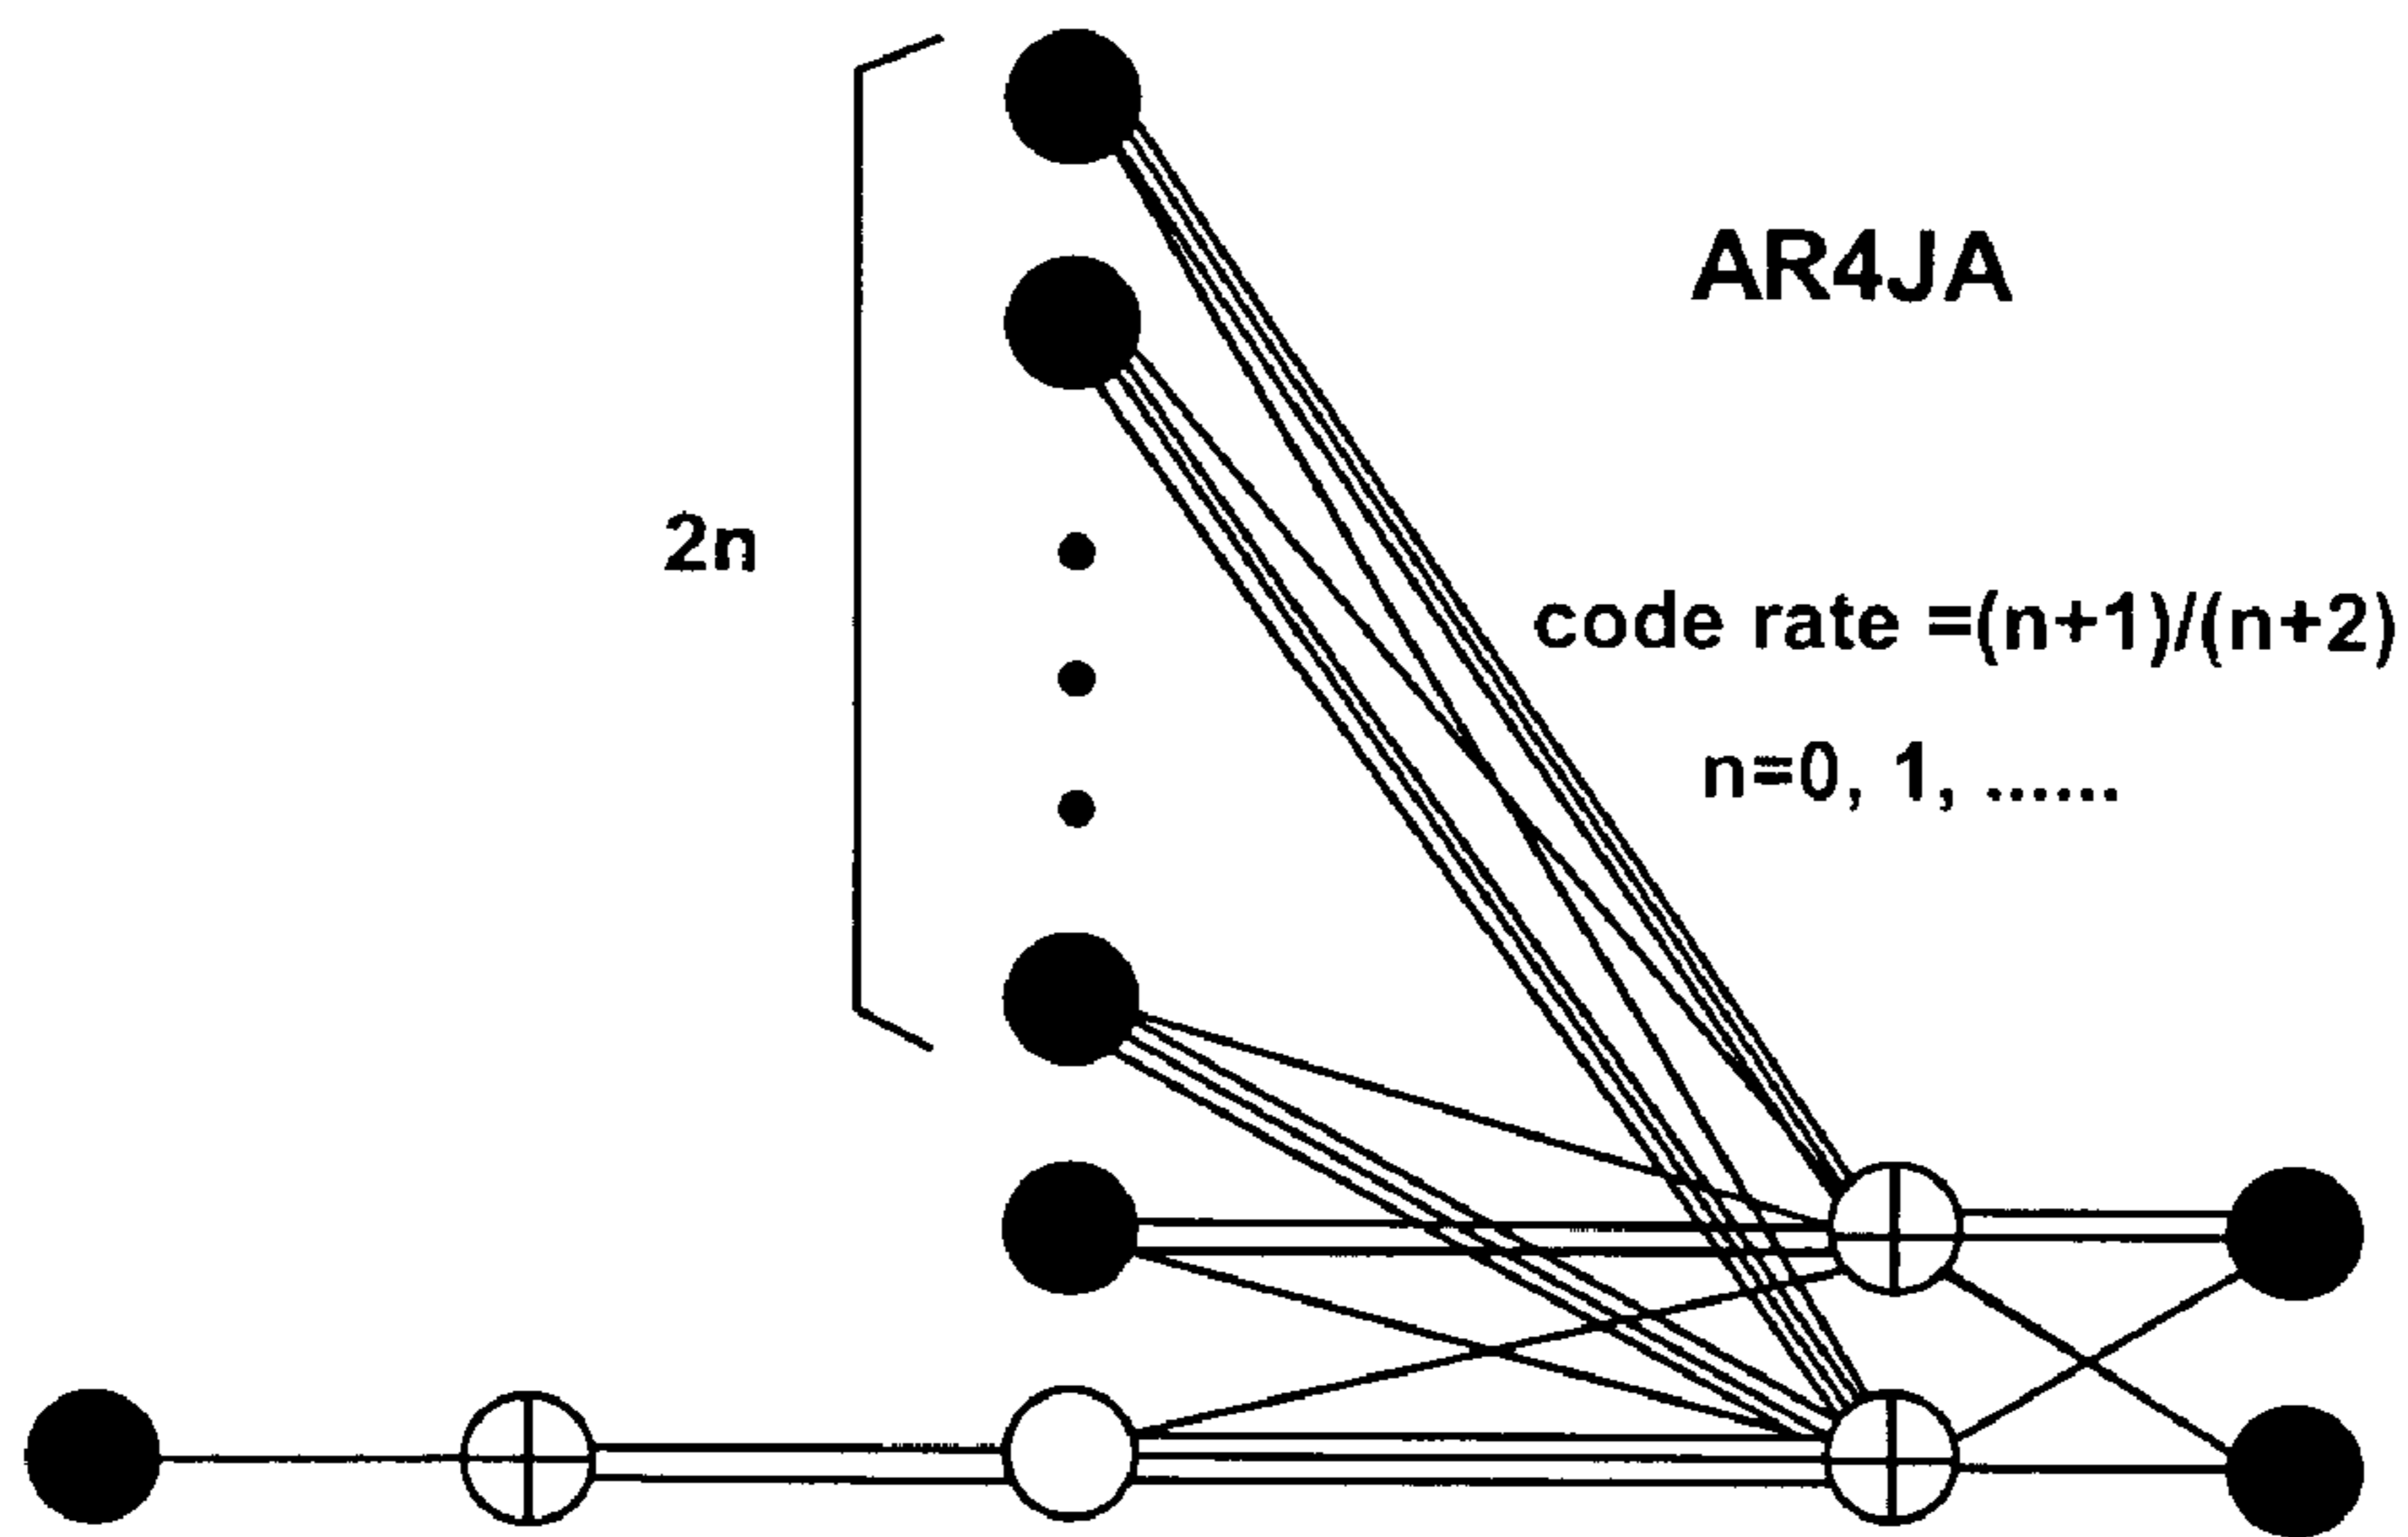 AR4JA
2n
code rate =(n+1)/(n+2)
n=0, 1, ......